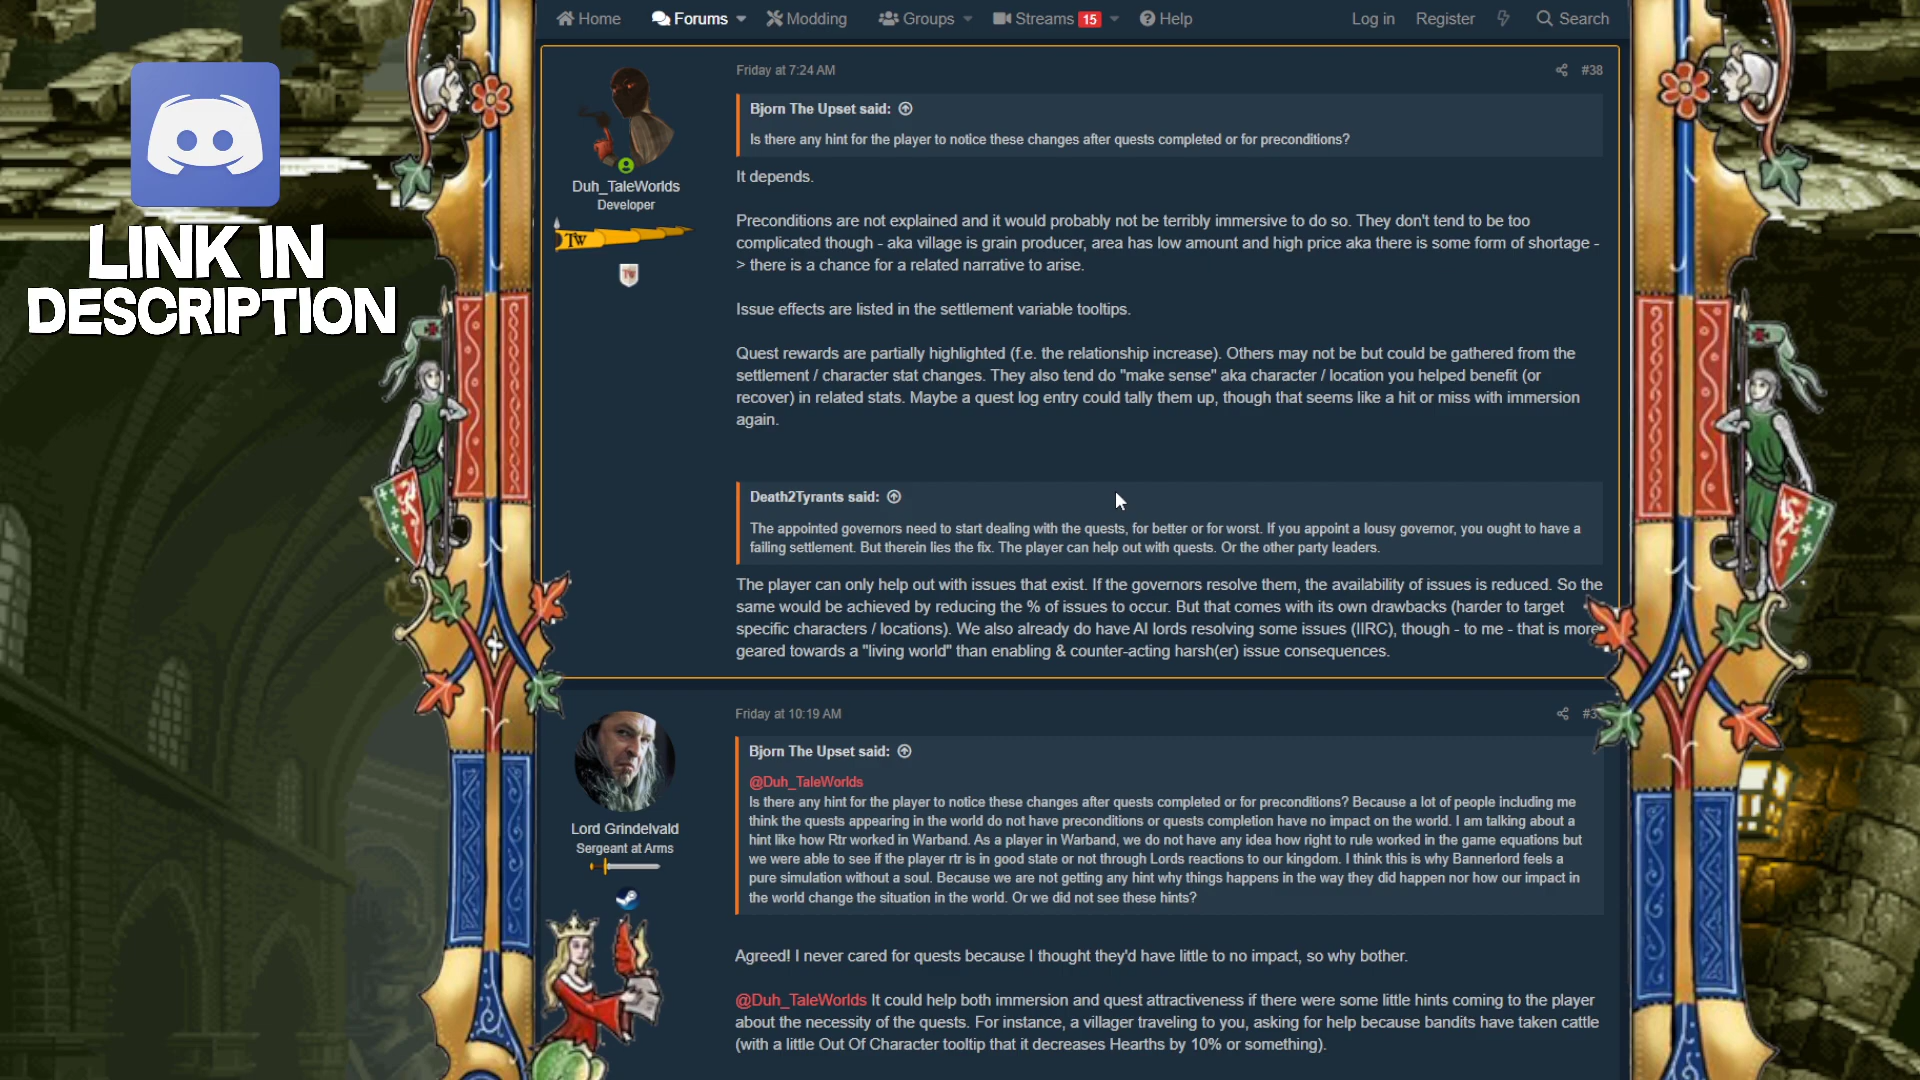 Home
Forums
Modding
Groups
Streams 15
Help
Log in
Register
Search
LINK IN
DESCRIPTION
Duh_TaleWorlds
Developer
TW
TW
Friday at 7:24 AM
#38
Bjorn The Upset said:
Is there any hint for the player to notice these changes after quests completed or for preconditions?
It depends.
Preconditions are not explained and it would probably not be terribly immersive to do so. They don't tend to be too
complicated though - aka village is grain producer, area has low amount and high price aka there is some form of shortage -
> there is a chance for a related narrative to arise.
Issue effects are listed in the settlement variable tooltips.
Quest rewards are partially highlighted (f.e. the relationship increase). Others may not be but could be gathered from the
settlement / character stat changes. They also tend do "make sense" aka character / location you helped benefit (or
recover) in related stats. Maybe a quest log entry could tally them up, though that seems like a hit or miss with immersion
again.
Death2Tyrants said:
The appointed governors need to start dealing with the quests, for better or for worst. If you appoint a lousy governor, you ought to have a
failing settlement. But therein lies the fix. The player can help out with quests. Or the other party leaders.
The player can only help out with issues that exist. If the governors resolve them, the availability of issues is reduced. So the
same would be achieved by reducing the % of issues to occur. But that comes with its own drawbacks (harder to target
specific characters / locations). We also already do have AI lords resolving some issues (IIRC), though - to me - that is more
geared towards a "living world" than enabling & counter-acting harsh(er) issue consequences.
Lord Grindelvald
Sergeant at Arms
Friday at 10:19 AM
Bjorn The Upset said:
@Duh_TaleWorlds
Is there any hint for the player to notice these changes after quests completed or for preconditions? Because a lot of people including me
think the quests appearing in the world do not have preconditions or quests completion have no impact on the world. I am talking about a
hint like how Rtr worked in Warband. As a player in Warband, we do not have any idea how right to rule worked in the game equations but
we were able to see if the player rtr is in good state or not through Lords reactions to our kingdom. I think this is why Bannerlord feels a
pure simulation without a soul. Because we are not getting any hint why things happens in the way they did happen nor how our impact in
the world change the situation in the world. Or we did not see these hints?
Agreed! I never cared for quests because I thought they'd have little to no impact, so why bother.
@Duh_TaleWorlds It could help both immersion and quest attractiveness if there were some little hints coming to the player
about the necessity of the quests. For instance, a villager traveling to you, asking for help because bandits have taken cattle
(with a little Out Of Character tooltip that it decreases Hearths by 10% or something).